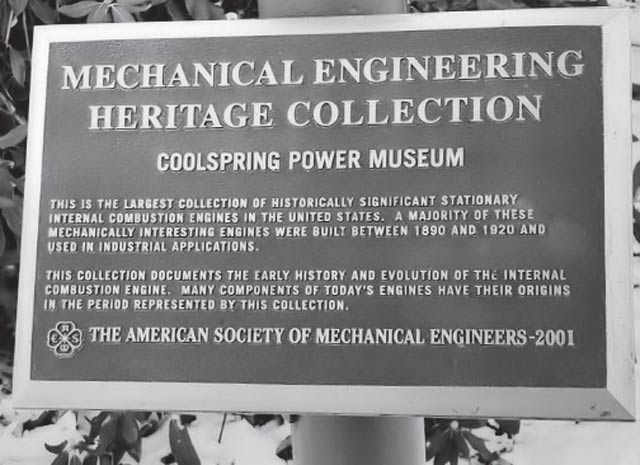 MECHANICAL ENGINEERING
HERITAGE COLLECTION
COOLSPRING POWER MUSEUM
THIS IS THE LARGEST COLLECTION OF HISTORICALLY SIGNIFICANT STATIONARY
INTERNAL COMBUSTION ENGINES IN THE UNITED STATES. A MAJORITY OF THESE
MECHANICALLY INTERESTING ENGINES WERE BUILT BETWEEN 1890 AND 1920 AND
USED IN INDUSTRIAL APPLICATIONS.
THIS COLLECTION DOCUMENTS THE EARLY HISTORY AND EVOLUTION OF THE INTERNAL
COMBUSTION ENGINE. MANY COMPONENTS OF TODAY'S ENGINES HAVE THEIR ORIGINS
IN THE PERIOD REPRESENTED BY THIS COLLECTION.
THE AMERICAN SOCIETY OF MECHANICAL ENGINEERS-2001